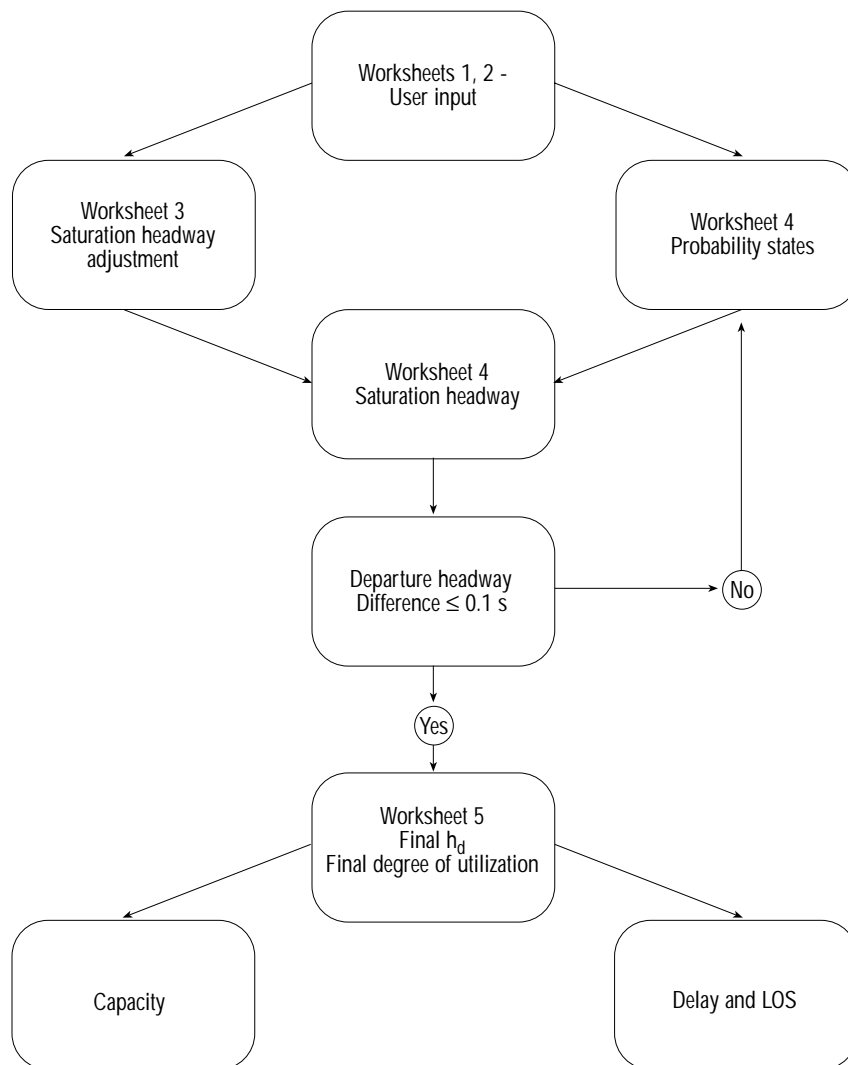 Worksheets 1, 2 -
User input
Worksheet 3
Saturation headway
adjustment
Worksheet 4
Probability states
Worksheet 4
Saturation headway
Departure headway
Difference ≤ 0.1 s
No
Yes
Worksheet 5
Final h_d
Final degree of utilization
Capacity
Delay and LOS